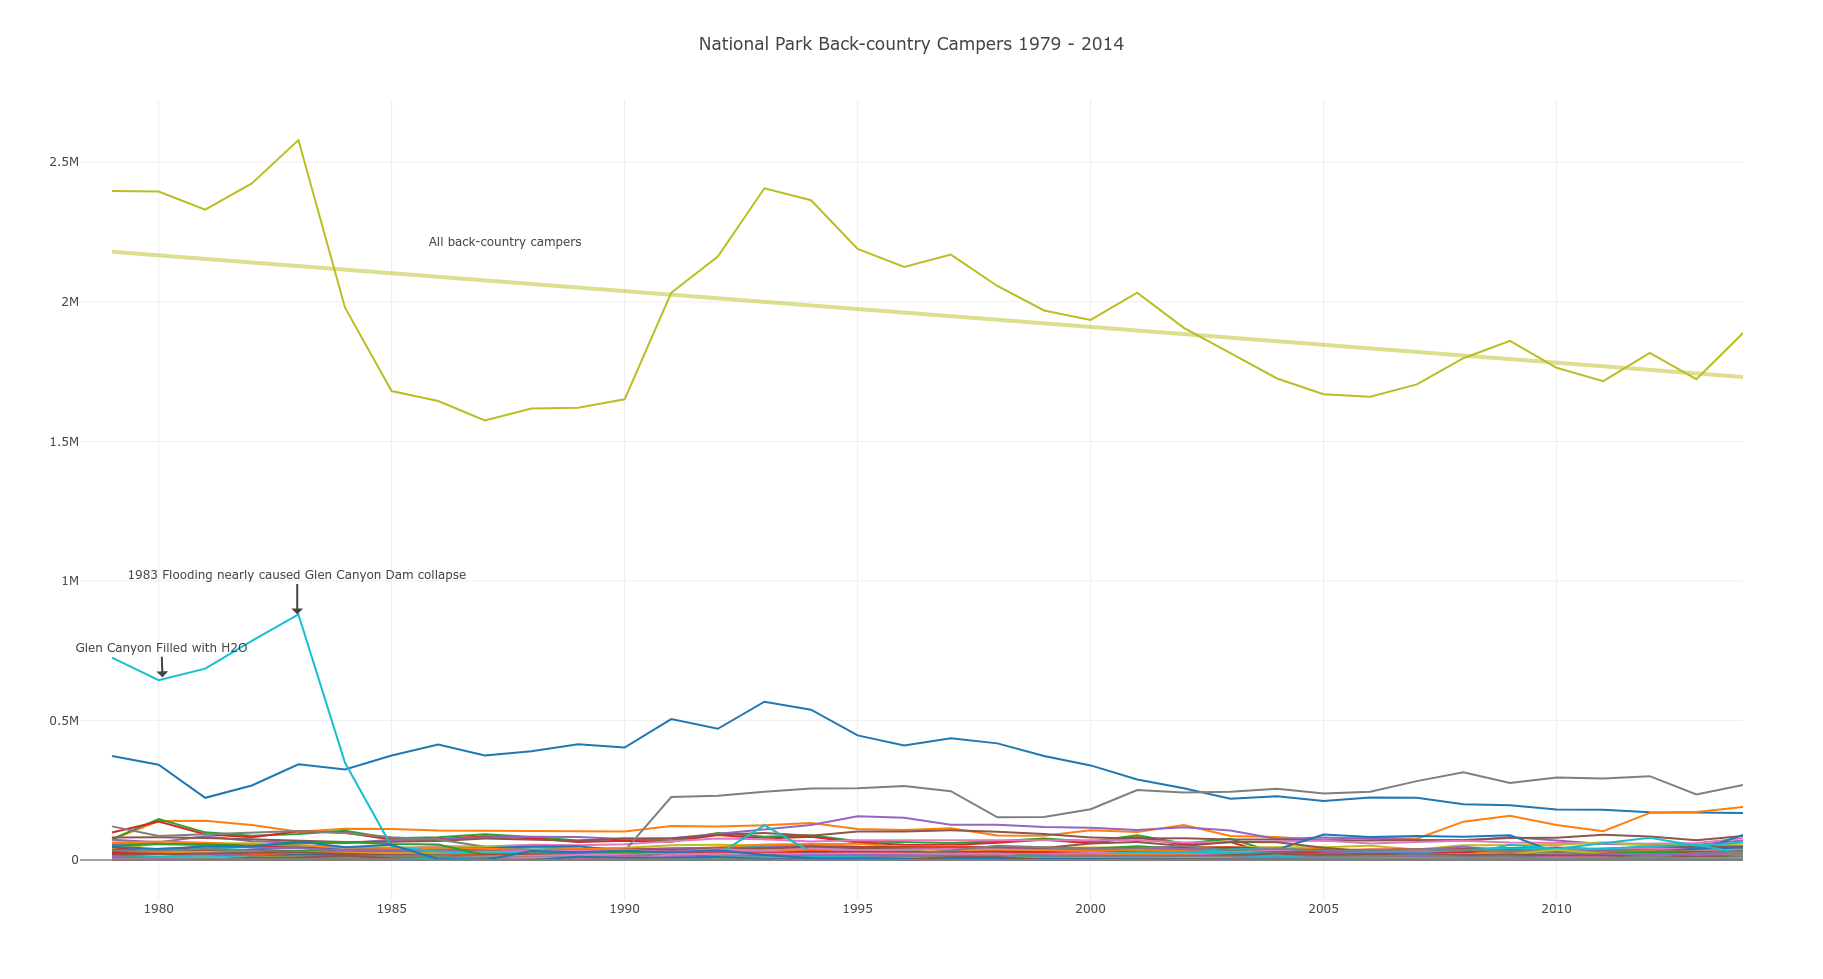 National Park Back-country Campers 1979 - 2014
2.5M
All back-country campers
2M
1.5M
1983 Flooding nearly caused Glen Canyon Dam collapse
1M
Glen Canyon Filled with H2O
0.5M
0
1980
1985
1990
1995
2000
2005
2010